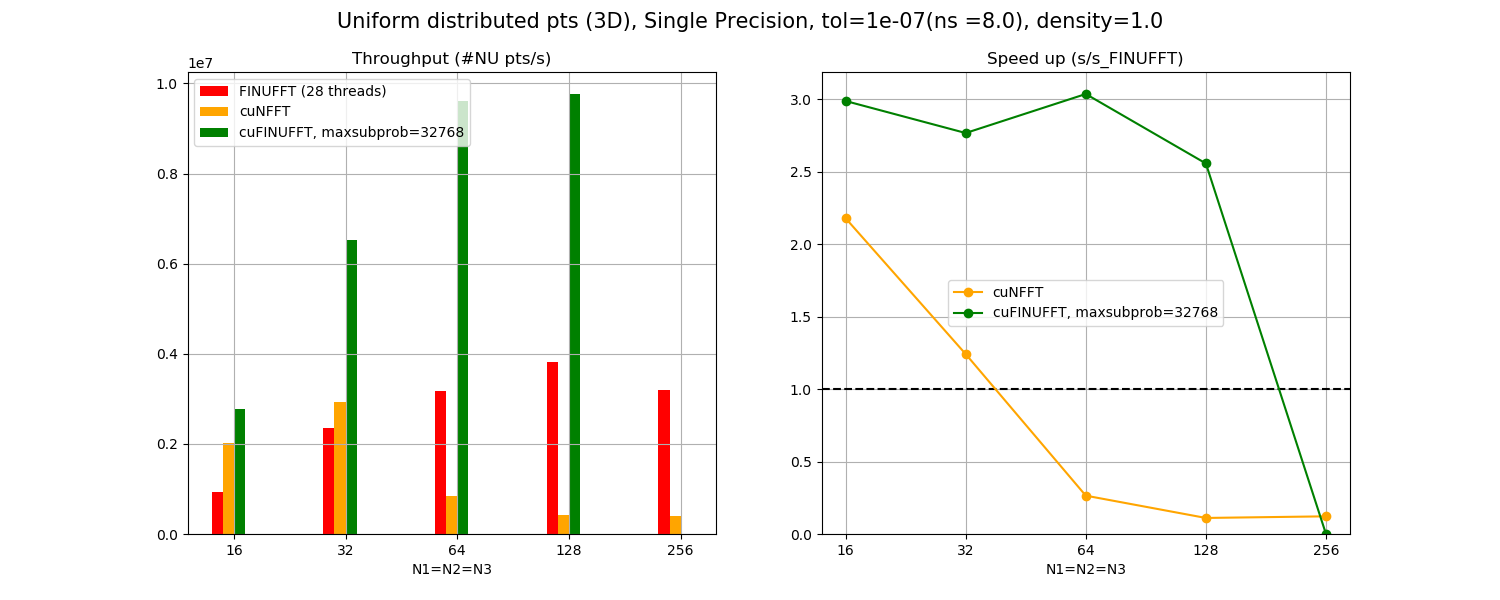 Uniform distributed pts (3D), Single Precision, tol=1e-07(ns =8.0), density=1.0
Throughput (#NU pts/s)
1e7
1.0
0.8
0.6
0.4
0.2
0.0
FINUFFT (28 threads)
cuNFFT
cuFINUFFT, maxsubprob=32768
16 32 64 128 256
N1=N2=N3
Speed up (s/s_FINUFFT)
3.0
2.5
2.0
1.5
1.0
0.5
0.0
cuNFFT
cuFINUFFT, maxsubprob=32768
16 32 64 128 256
N1=N2=N3